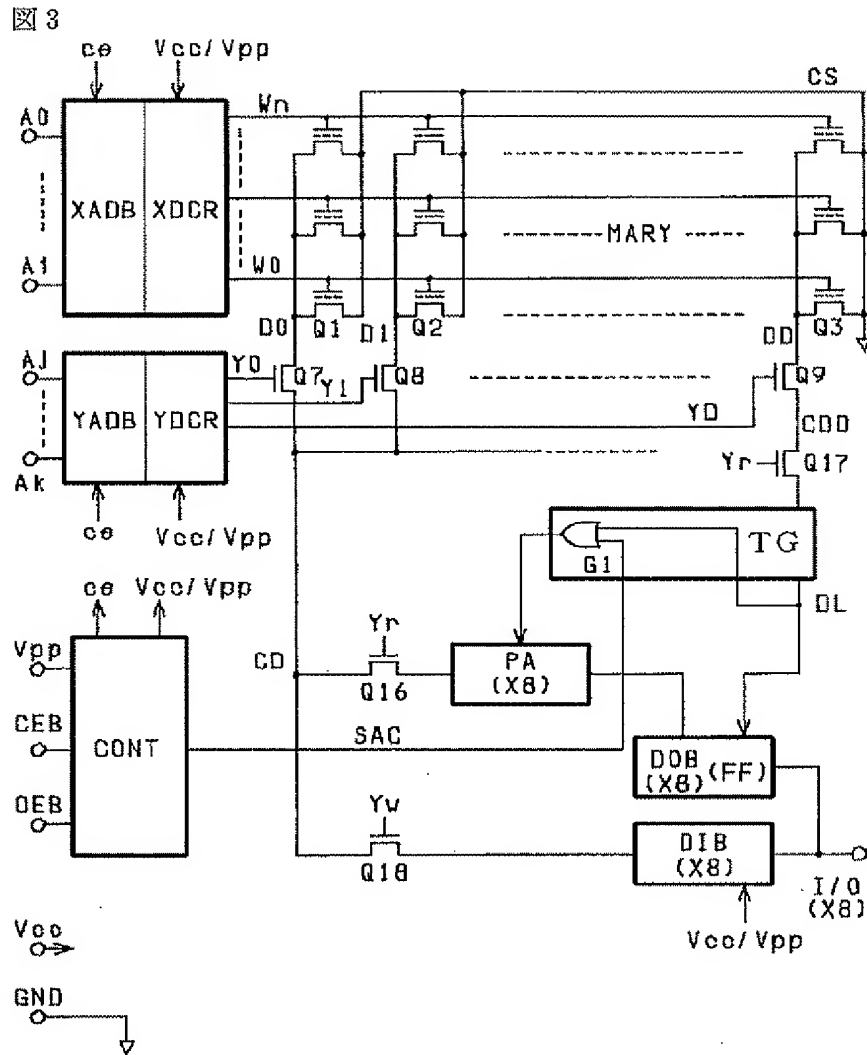 図3
ce Vcc/Vpp
CS
A0
Wn
XADB XDCR
MARY
A1
W0
D0 Q1 D1 Q2 DD Q3
AJ
Y0 Q7 Y1 Q8 Q9
YADB YDCR
YD
CDD
Ak
Yr Q17
ce Vcc/Vpp
TG
G1
ce Vcc/Vpp
DL
Yr
Vpp
CD
PA
(X8)
Q16
CEB
SAC
CONT
DOB
(X8) (FF)
OEB
Yw
DIB
(X8)
Q18
I/O
(X8)
Vcc
Vcc/Vpp
GND